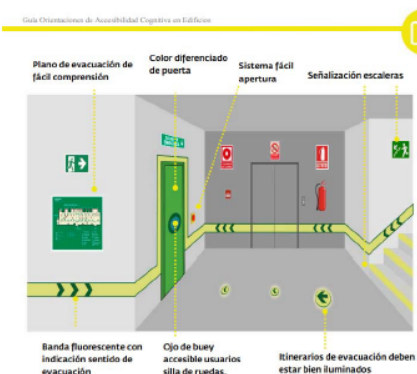 Guía Orientaciones de Accesibilidad Cognitiva en Edificios
Plano de evacuación de
fácil comprensión
Color diferenciado
de puerta
Sistema fácil
apertura
Señalización escaleras
Banda fluorescente con
indicación sentido de
evacuación
Ojo de buey
accesible usuarios
silla de ruedas.
Itinerarios de evacuación deben
estar bien iluminados